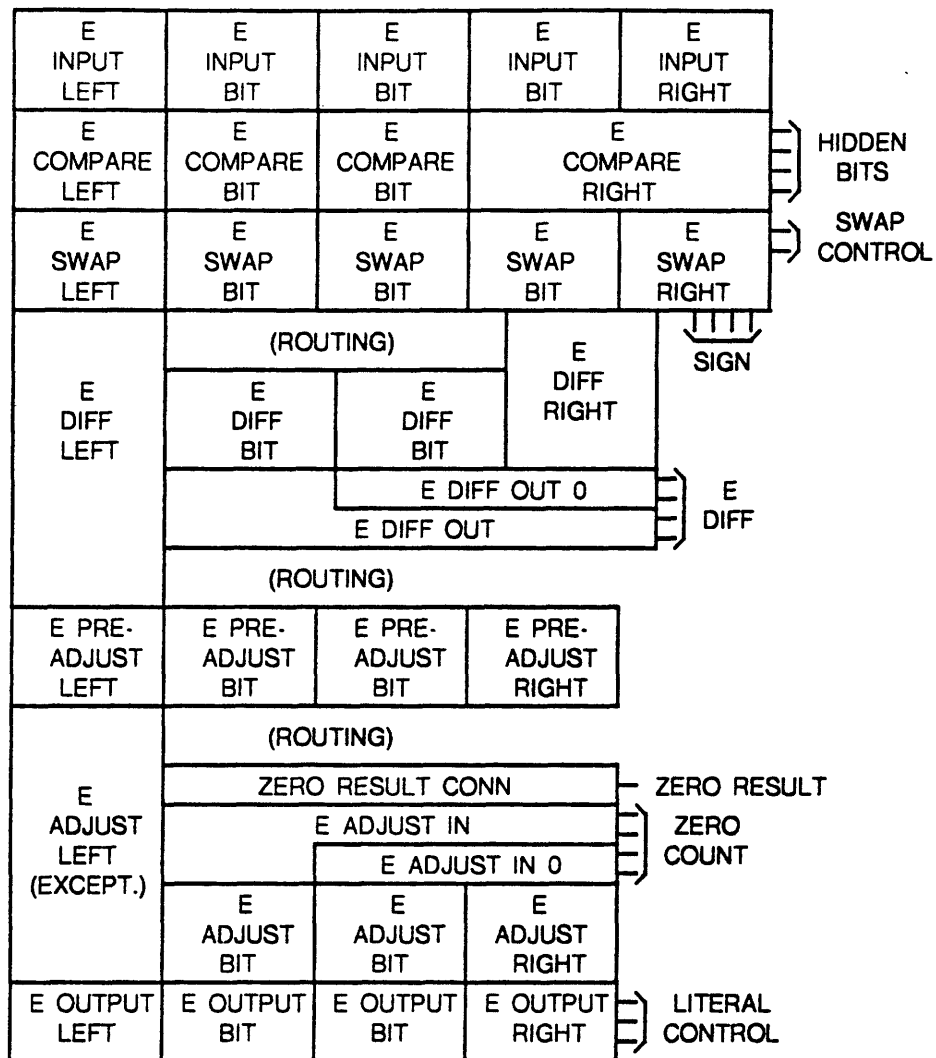 E INPUT LEFT
E INPUT BIT
E INPUT BIT
E INPUT BIT
E INPUT RIGHT
E COMPARE LEFT
E COMPARE BIT
E COMPARE BIT
E COMPARE RIGHT
HIDDEN BITS
E SWAP LEFT
E SWAP BIT
E SWAP BIT
E SWAP BIT
E SWAP RIGHT
SWAP CONTROL
E DIFF LEFT
(ROUTING)
E DIFF BIT
E DIFF BIT
E DIFF RIGHT
SIGN
E DIFF OUT 0
E DIFF OUT
E DIFF
(ROUTING)
E PRE-ADJUST LEFT
E PRE-ADJUST BIT
E PRE-ADJUST BIT
E PRE-ADJUST RIGHT
E ADJUST LEFT (EXCEPT.)
(ROUTING)
ZERO RESULT CONN
ZERO RESULT
E ADJUST IN
E ADJUST IN 0
ZERO COUNT
E ADJUST BIT
E ADJUST BIT
E ADJUST RIGHT
E OUTPUT LEFT
E OUTPUT BIT
E OUTPUT BIT
E OUTPUT RIGHT
LITERAL CONTROL